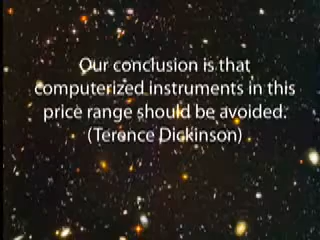 Our conclusion is that
computerized instruments in this
price range should be avoided.
(Terence Dickinson)